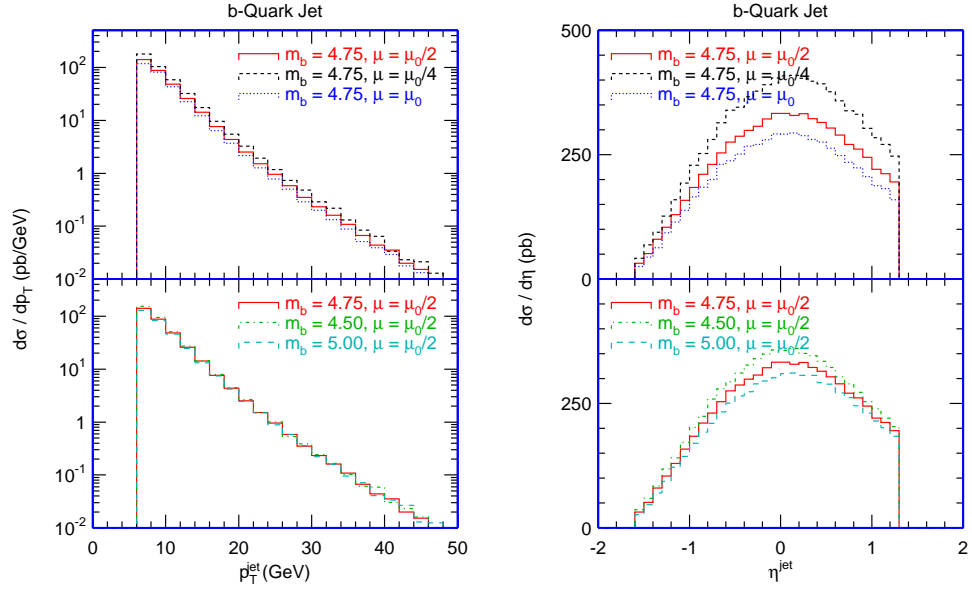 b-Quark Jet
b-Quark Jet
dσ / dp_T (pb/GeV)
10^2
10
1
10^-1
10^-2
m_b = 4.75, μ = μ_0/2
m_b = 4.75, μ = μ_0/4
m_b = 4.75, μ = μ_0
10^2
10
1
10^-1
10^-2
m_b = 4.75, μ = μ_0/2
m_b = 4.50, μ = μ_0/2
m_b = 5.00, μ = μ_0/2
0 10 20 30 40 50
p_T^jet (GeV)
dσ / dη (pb)
500
250
0
m_b = 4.75, μ = μ_0/2
m_b = 4.75, μ = μ_0/4
m_b = 4.75, μ = μ_0
250
0
m_b = 4.75, μ = μ_0/2
m_b = 4.50, μ = μ_0/2
m_b = 5.00, μ = μ_0/2
-2 -1 0 1 2
η^jet